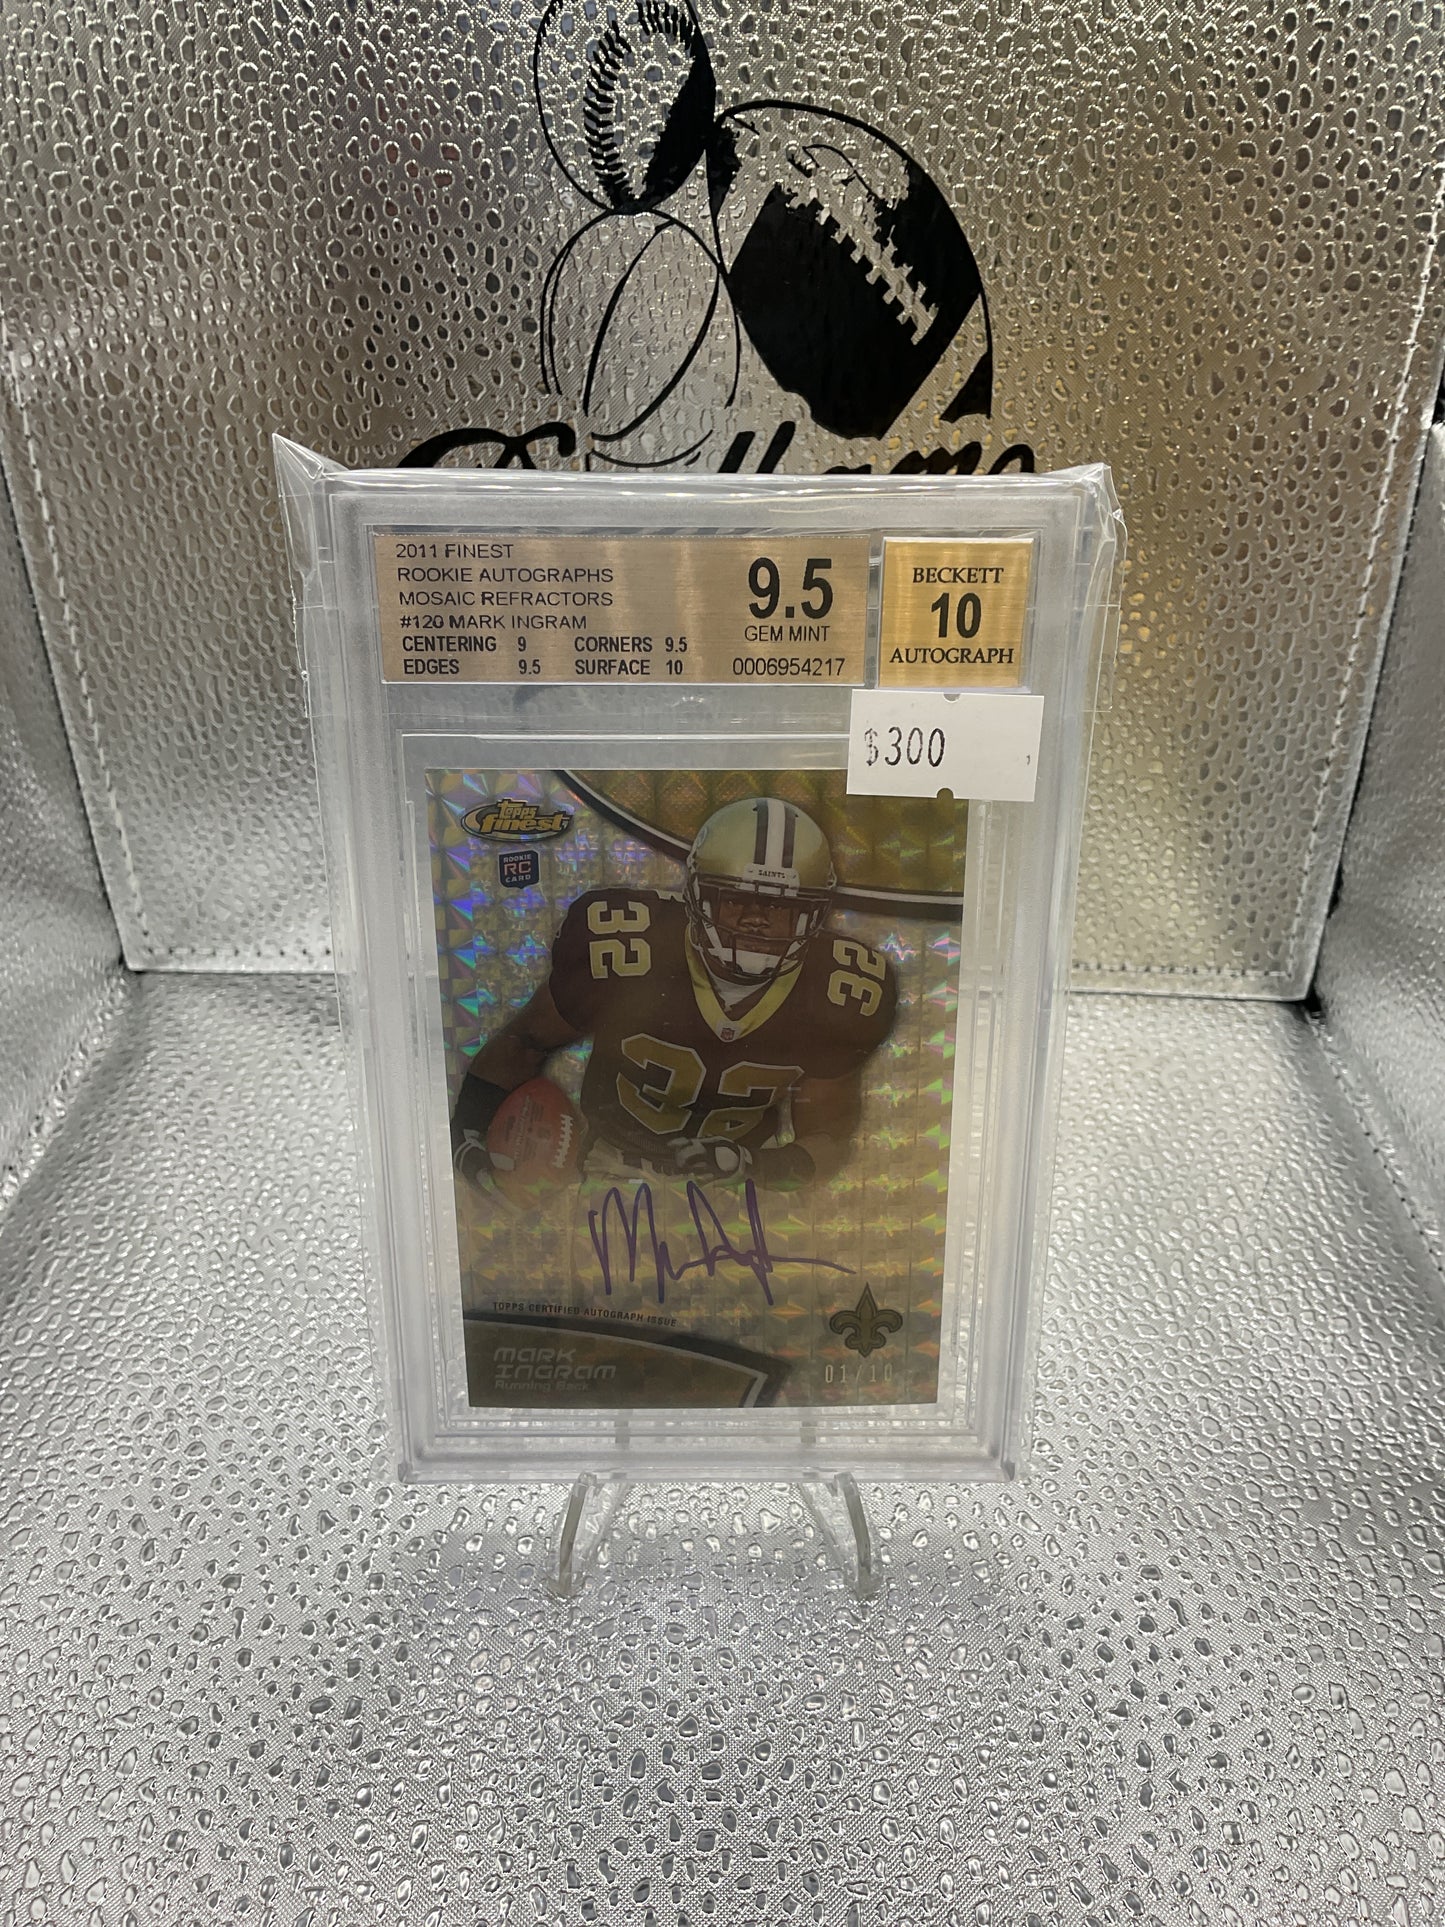 2011 FINEST
ROOKIE AUTOGRAPHS
MOSAIC REFRACTORS
#120 MARK INGRAM
CENTERING 9 CORNERS 9.5
EDGES 9.5 SURFACE 10
9.5
GEM MINT
0006954217
BECKETT
10
AUTOGRAPH
$300
1
Topps
finest
ROOKIE
RC
CARD
SAINTS
32
32
32
TOPPS CERTIFIED AUTOGRAPH ISSUE
MARK
INGRAM
Running Back
01/10